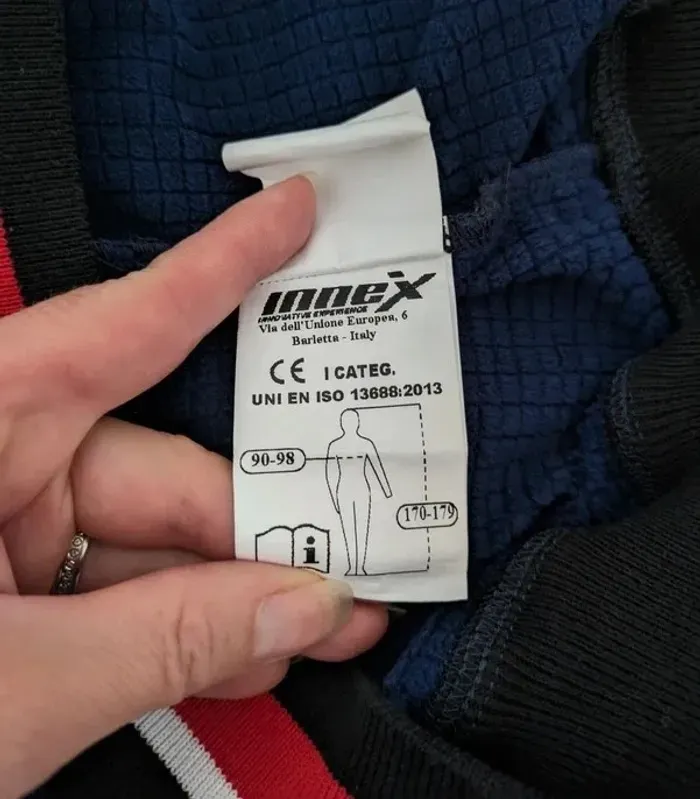 INNEX
INNOVATYVE EXPERIENCE
Via dell'Unione Europea, 6
Barletta - Italy
CE I CATEG.
UNI EN ISO 13688:2013
90-98
170-179
i